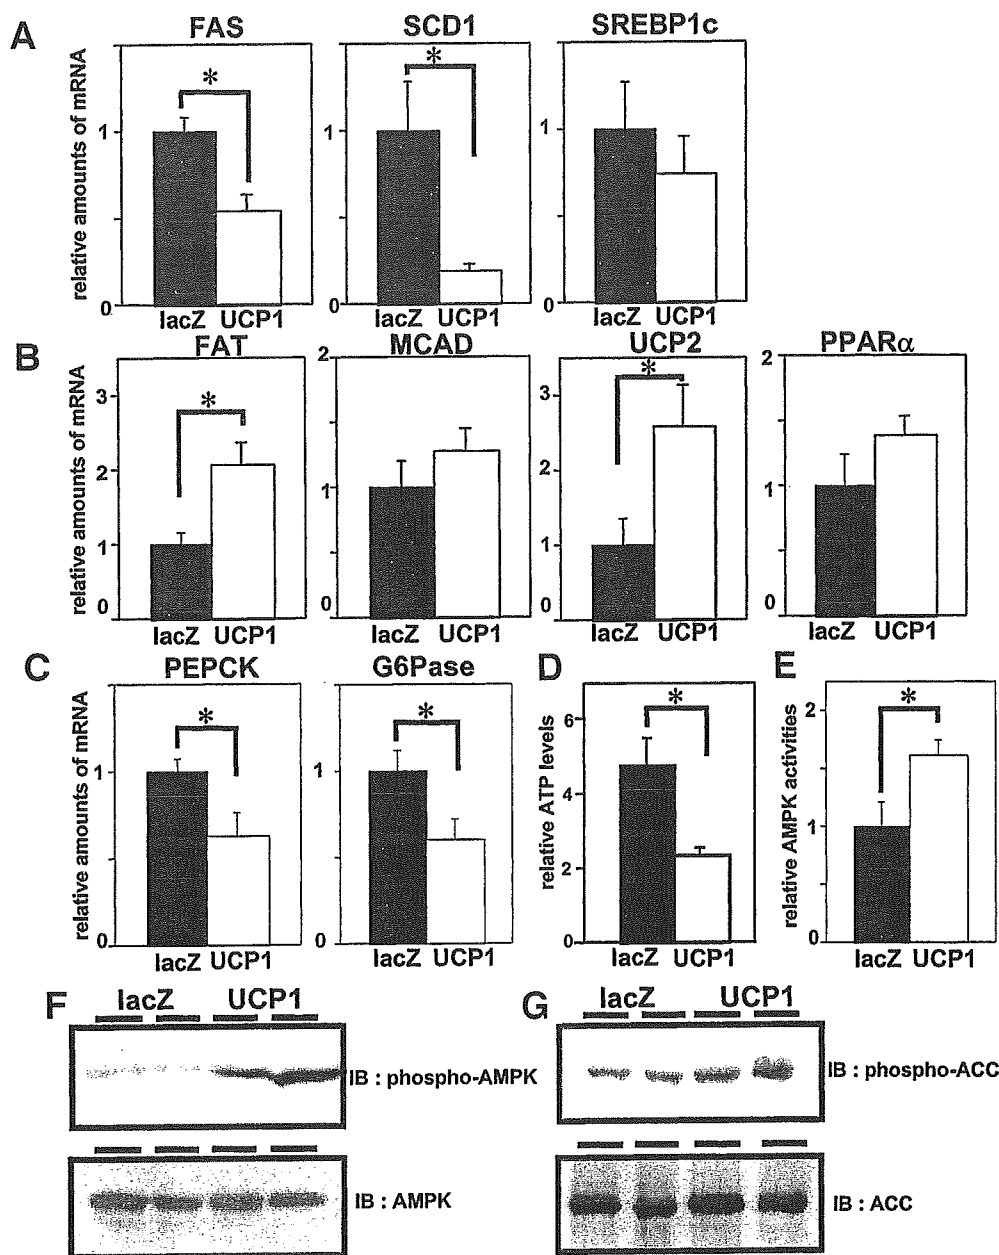 A
FAS
SCD1
SREBP1c
relative amounts of mRNA
*
*
1
0
1
0
1
0
lacZ UCP1
lacZ UCP1
lacZ UCP1
B
FAT
MCAD
UCP2
PPARα
relative amounts of mRNA
*
*
3
2
1
0
2
1
0
3
2
1
0
2
1
0
lacZ UCP1
lacZ UCP1
lacZ UCP1
lacZ UCP1
C
PEPCK
G6Pase
D
E
relative amounts of mRNA
*
1
0
*
1
0
relative ATP levels
*
6
4
2
0
relative AMPK activities
*
2
1
0
lacZ UCP1
lacZ UCP1
lacZ UCP1
lacZ UCP1
F
lacZ UCP1
IB : phospho-AMPK
IB : AMPK
G
lacZ UCP1
IB : phospho-ACC
IB : ACC